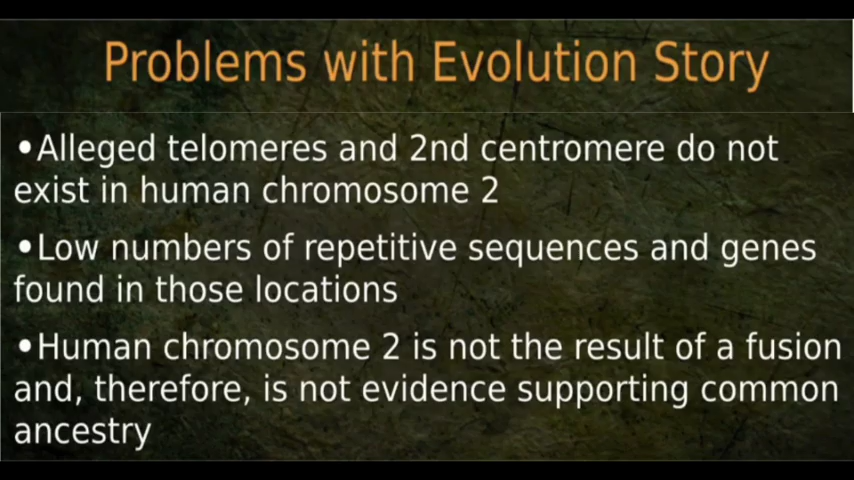 Problems with Evolution Story
•Alleged telomeres and 2nd centromere do not
exist in human chromosome 2
•Low numbers of repetitive sequences and genes
found in those locations
•Human chromosome 2 is not the result of a fusion
and, therefore, is not evidence supporting common
ancestry